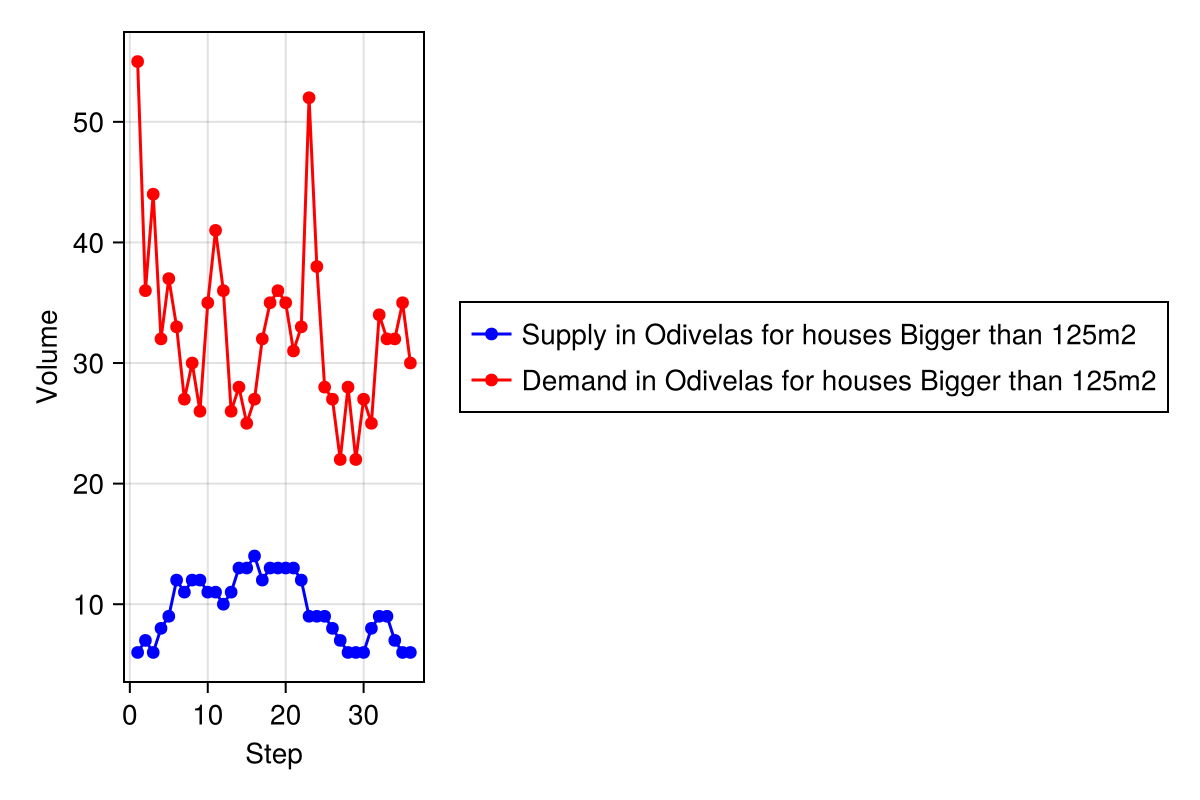 50
40
30
20
10
Volume
0 10 20 30
Step
Supply in Odivelas for houses Bigger than 125m2
Demand in Odivelas for houses Bigger than 125m2